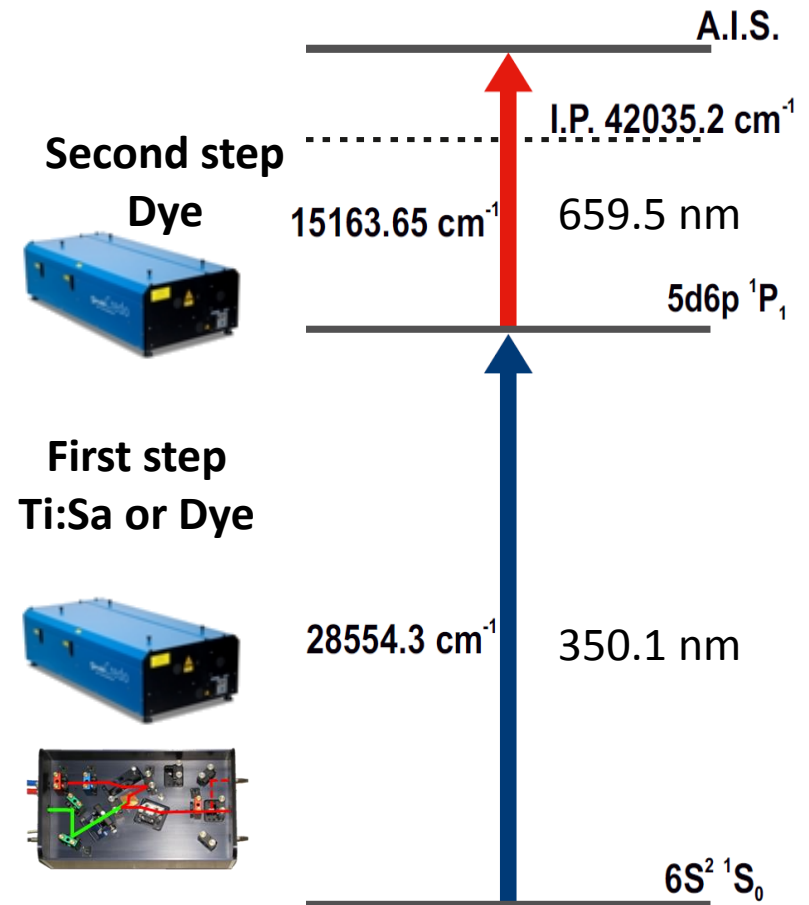 A.I.S.
I.P. 42035.2 cm⁻¹
Second step
Dye
15163.65 cm⁻¹
659.5 nm
5d6p ¹P₁
First step
Ti:Sa or Dye
28554.3 cm⁻¹
350.1 nm
6S² ¹S₀